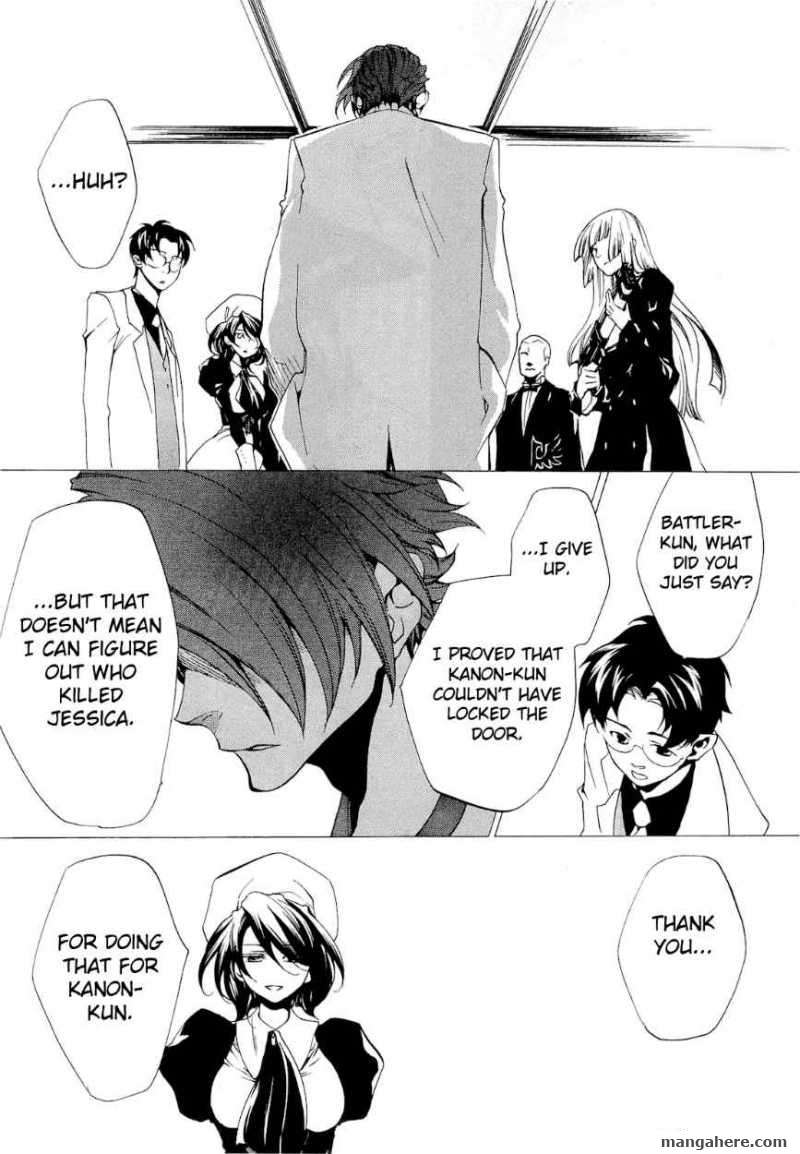 ...HUH?
BATTLER-
KUN, WHAT
DID YOU
JUST SAY?
...I GIVE
UP.
I PROVED THAT
KANON-KUN
COULDN'T HAVE
LOCKED THE
DOOR.
...BUT THAT
DOESN'T MEAN
I CAN FIGURE
OUT WHO
KILLED
JESSICA.
THANK
YOU...
FOR DOING
THAT FOR
KANON-
KUN.
mangahere.com